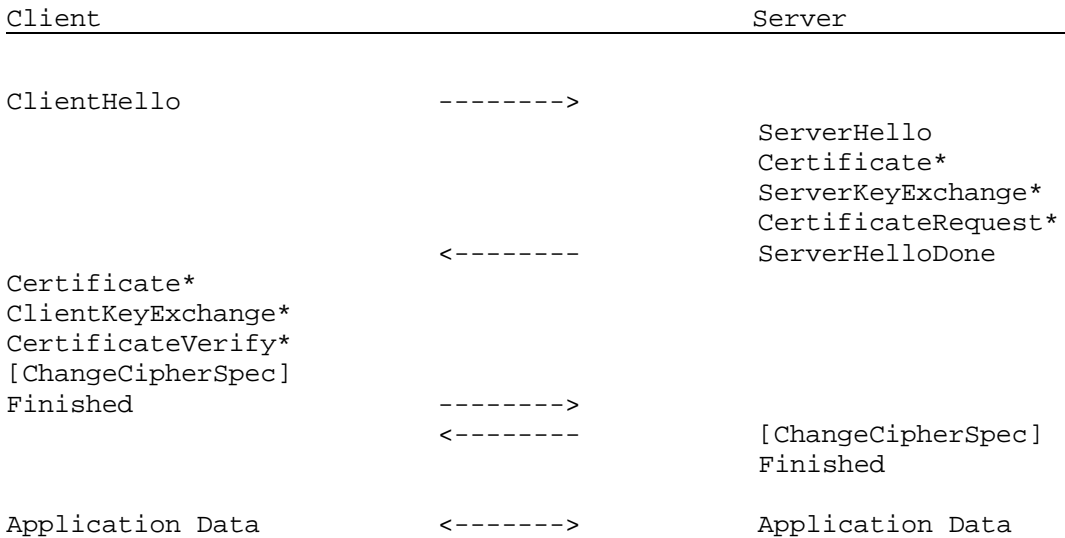 Client Server
ClientHello -------->
ServerHello
Certificate*
ServerKeyExchange*
CertificateRequest*
<-------- ServerHelloDone
Certificate*
ClientKeyExchange*
CertificateVerify*
[ChangeCipherSpec]
Finished -------->
<-------- [ChangeCipherSpec]
Finished
Application Data <-------> Application Data